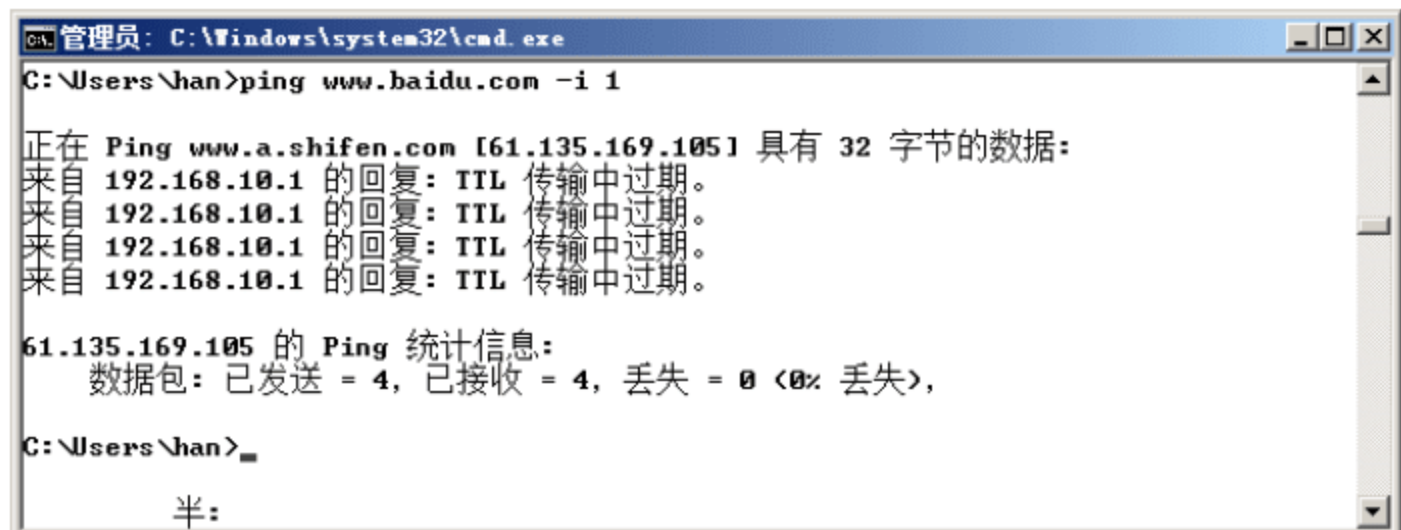 管理员: C:\Windows\system32\cmd.exe
C:\Users\han>ping www.baidu.com -i 1
正在 Ping www.a.shifen.com [61.135.169.105] 具有 32 字节的数据:
来自 192.168.10.1 的回复: TTL 传输中过期。
来自 192.168.10.1 的回复: TTL 传输中过期。
来自 192.168.10.1 的回复: TTL 传输中过期。
来自 192.168.10.1 的回复: TTL 传输中过期。
61.135.169.105 的 Ping 统计信息:
数据包: 已发送 = 4, 已接收 = 4, 丢失 = 0 (0% 丢失),
C:\Users\han>_
半: